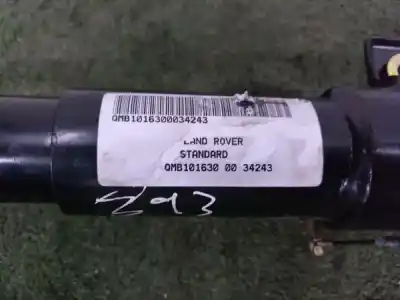 QMB1016300034243
LAND ROVER
STANDARD
QMB101630 00 34243